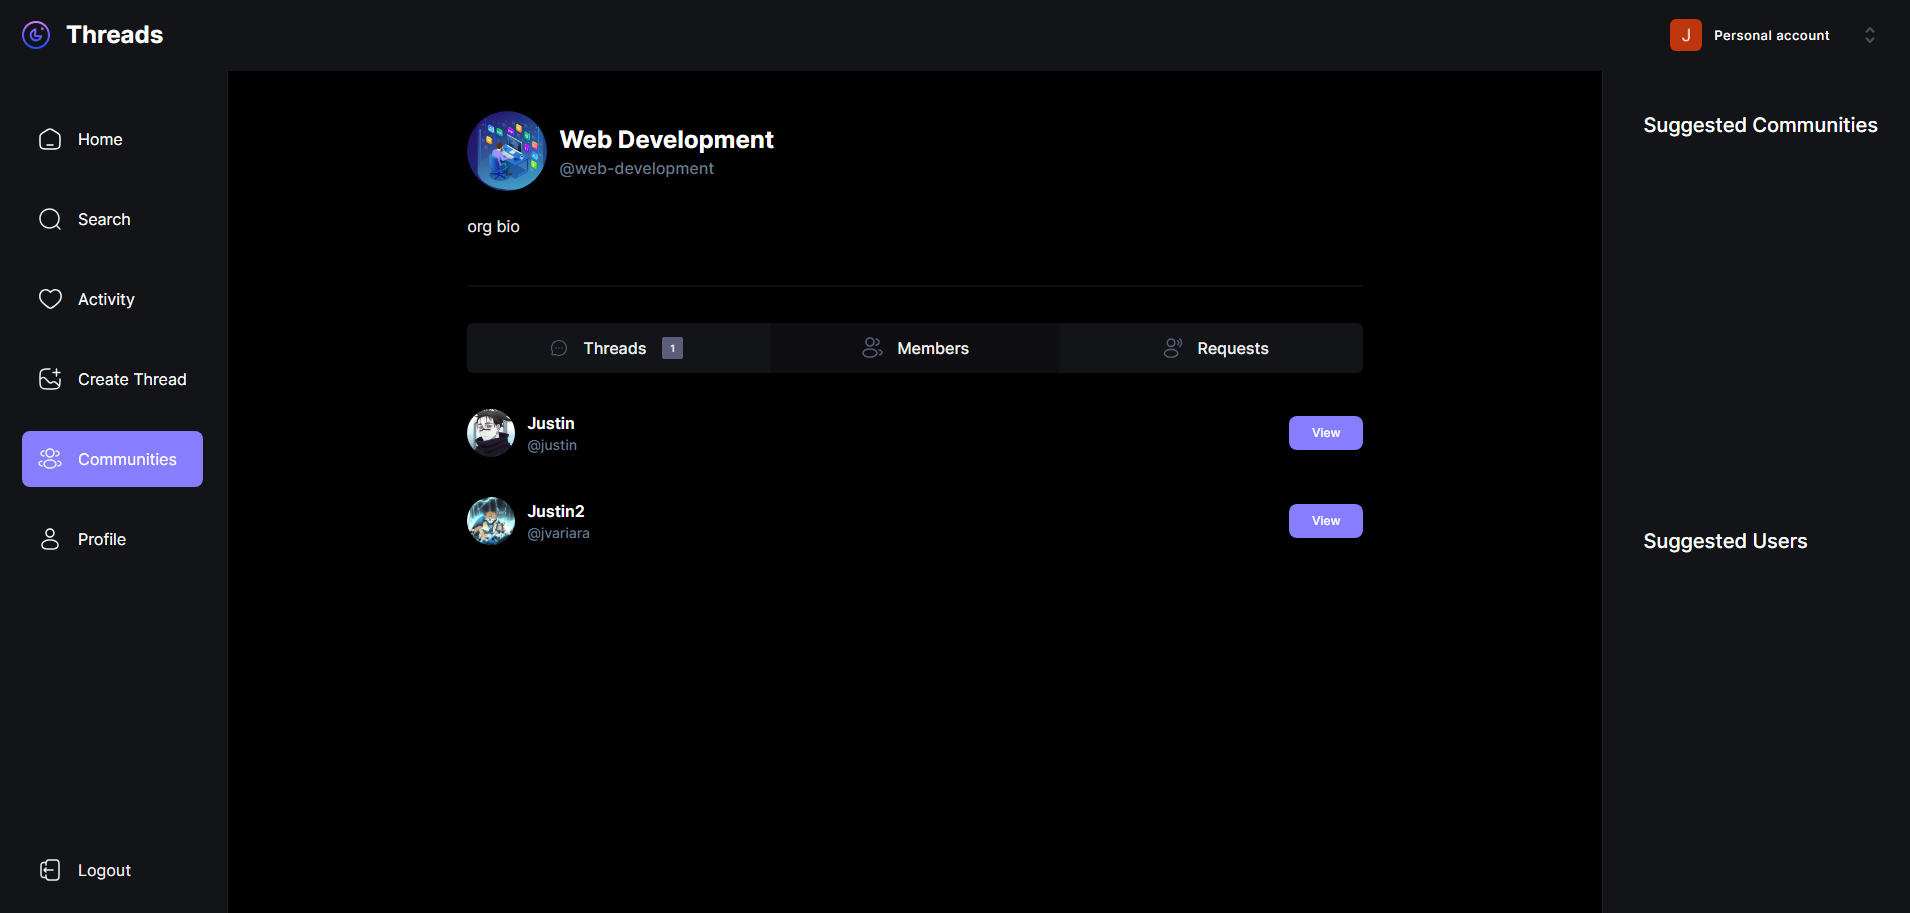 Threads
J Personal account
Home
Search
Activity
Create Thread
Communities
Profile
Logout
Web Development
@web-development
org bio
Threads 1 Members Requests
Justin
@justin
View
Justin2
@jvariara
View
Suggested Communities
Suggested Users